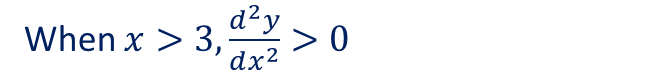 When x > 3, d²y/dx² > 0